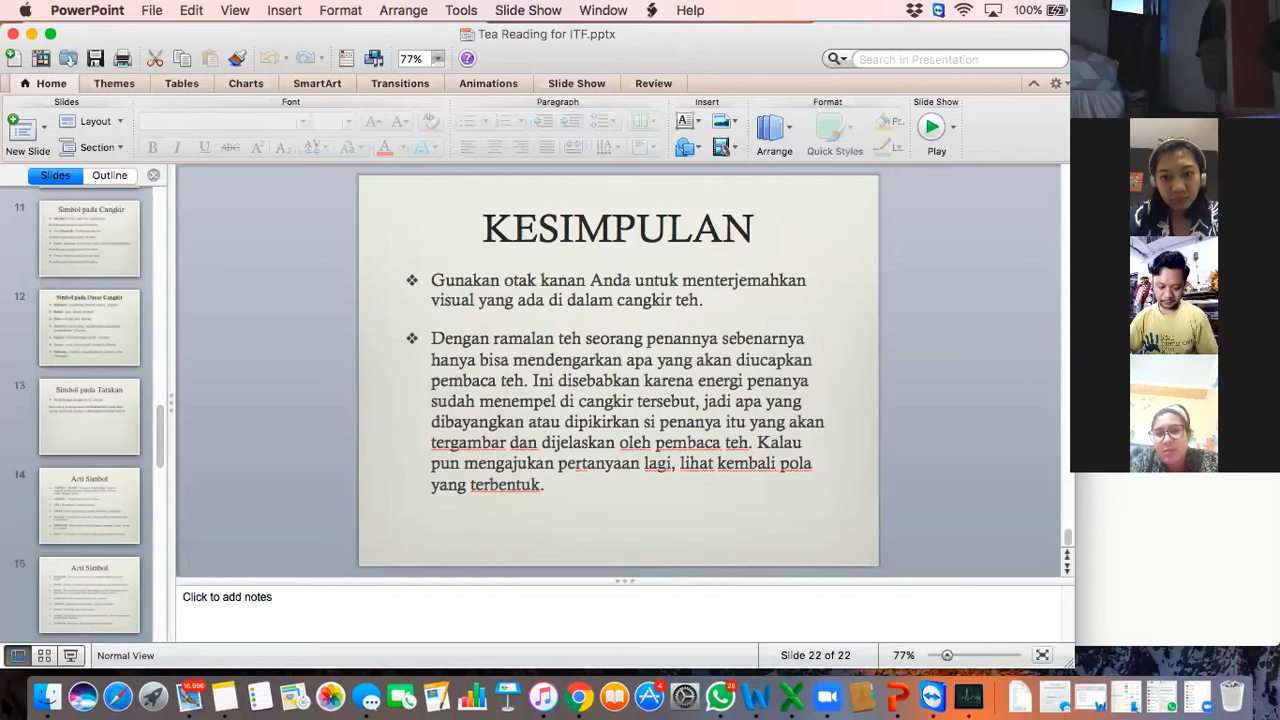 PowerPoint File Edit View Insert Format Arrange Tools Slide Show Window Help 100%
Tea Reading for ITF.pptx
77%
Search in Presentation
Home Themes Tables Charts SmartArt Transitions Animations Slide Show Review
Slides Font Paragraph Insert Format Slide Show
Layout
Section
New Slide
Arrange Quick Styles Play
Slides Outline
11
Simbol pada Cangkir
12
Simbol pada Dasar Cangkir
13
Simbol pada Tatakan
14
Arti Simbol
15
Arti Simbol
KESIMPULAN
❖ Gunakan otak kanan Anda untuk menterjemahkan
visual yang ada di dalam cangkir teh.
❖ Dengan ramalan teh seorang penannya sebenarnya
hanya bisa mendengarkan apa yang akan diucapkan
pembaca teh. Ini disebabkan karena energi penanya
sudah menempel di cangkir tersebut, jadi apa yang
dibayangkan atau dipikirkan si penanya itu yang akan
tergambar dan dijelaskan oleh pembaca teh. Kalau
pun mengajukan pertanyaan lagi, lihat kembali pola
yang terbentuk.
Click to add notes
Normal View Slide 22 of 22 77%